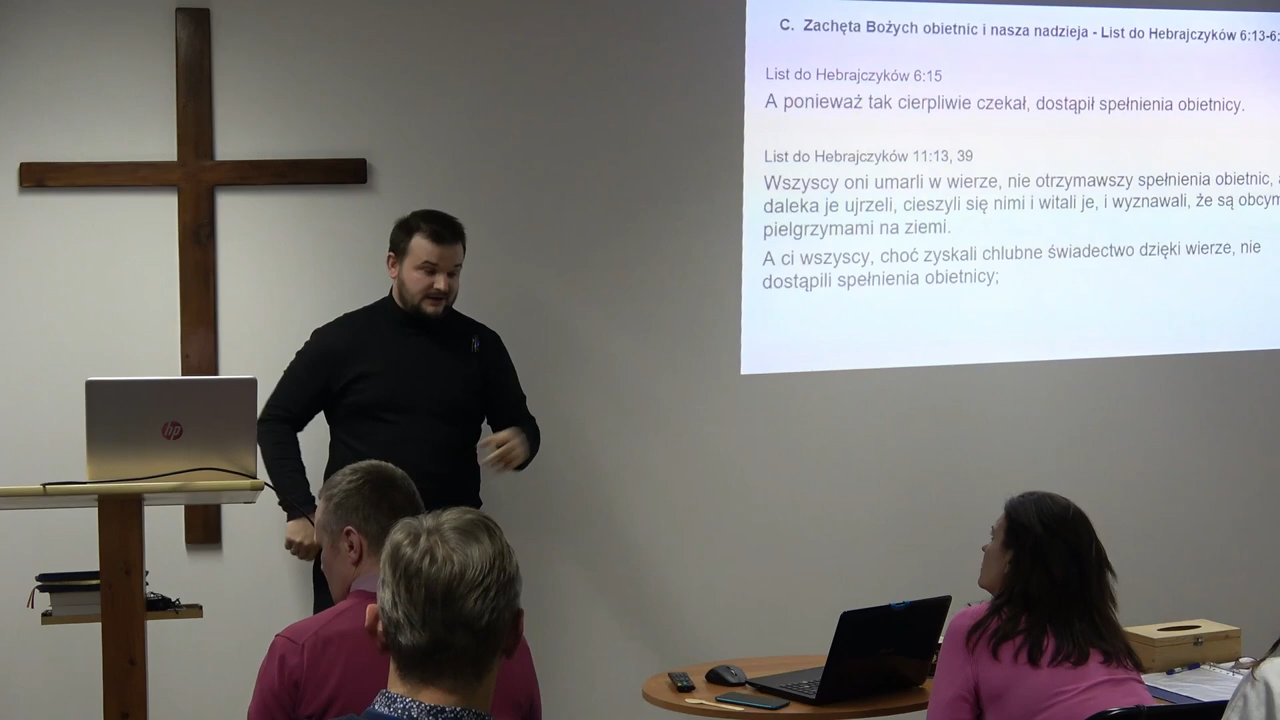 C. Zachęta Bożych obietnic i nasza nadzieja - List do Hebrajczyków 6:13-6:
List do Hebrajczyków 6:15
A ponieważ tak cierpliwie czekał, dostąpił spełnienia obietnicy.
List do Hebrajczyków 11:13, 39
Wszyscy oni umarli w wierze, nie otrzymawszy spełnienia obietnic,
daleka je ujrzeli, cieszyli się nimi i witali je, i wyznawali, że są obcym
pielgrzymami na ziemi.
A ci wszyscy, choć zyskali chlubne świadectwo dzięki wierze, nie
dostąpili spełnienia obietnicy;
hp